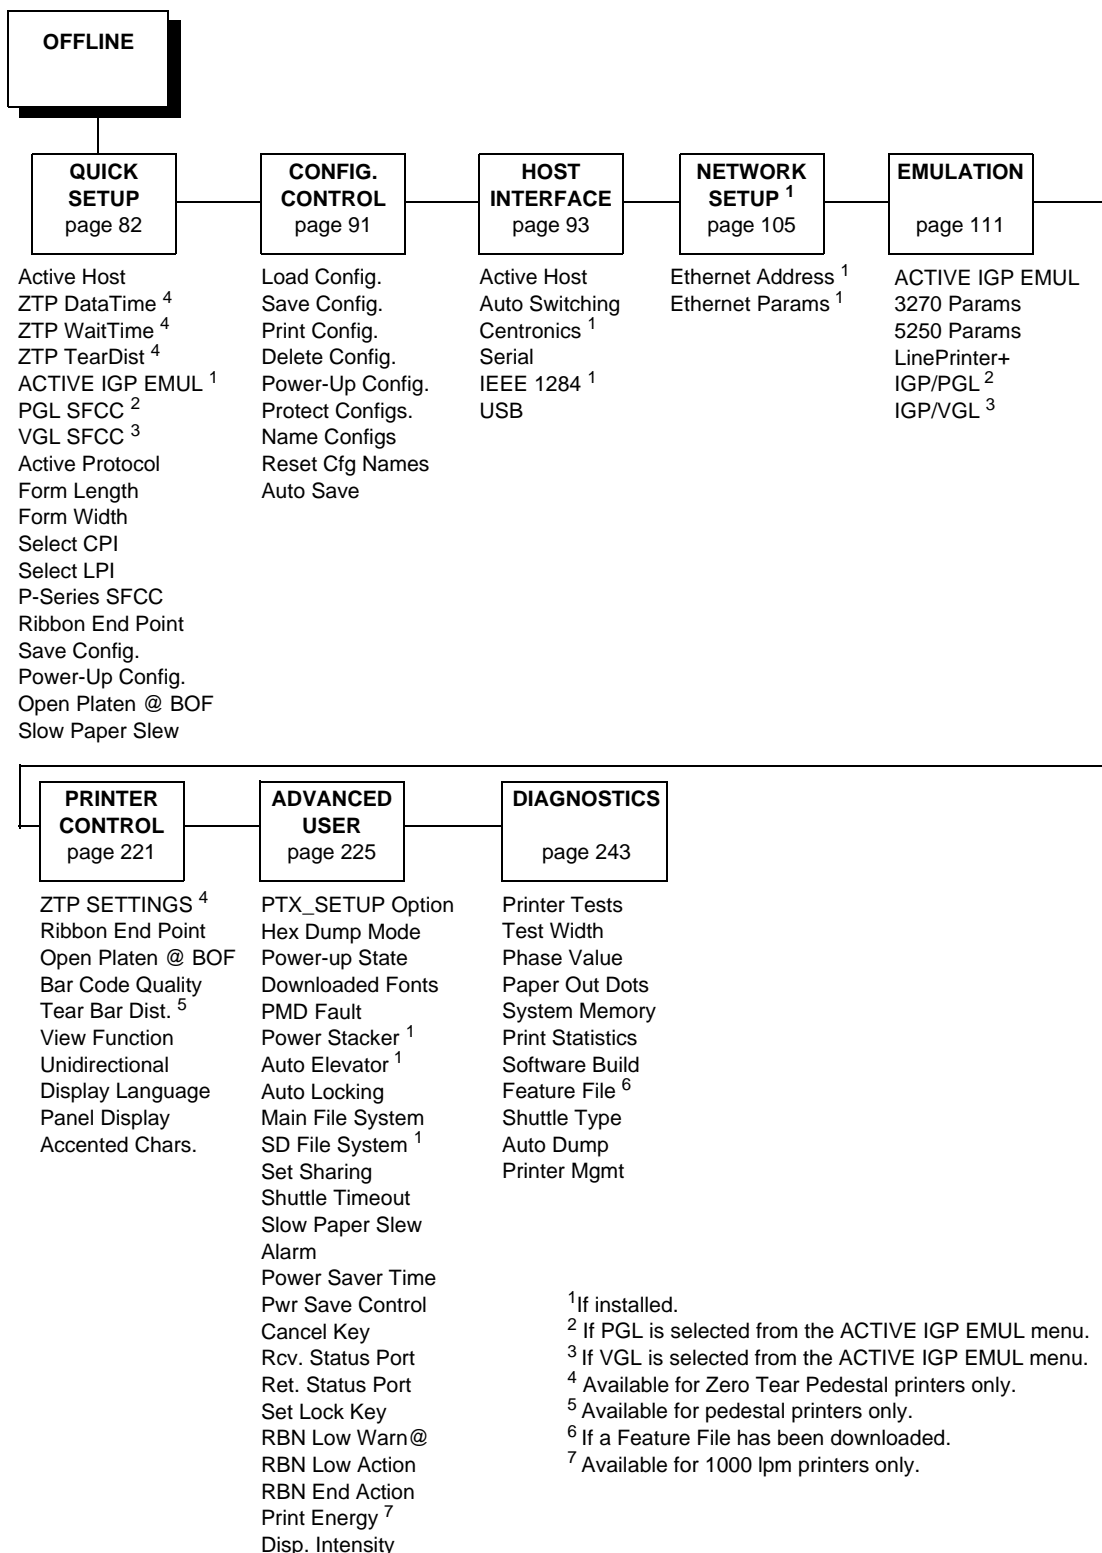 OFFLINE
QUICK
SETUP
page 82
CONFIG.
CONTROL
page 91
HOST
INTERFACE
page 93
NETWORK
SETUP 1
page 105
EMULATION
page 111
Active Host
ZTP DataTime 4
ZTP WaitTime 4
ZTP TearDist 4
ACTIVE IGP EMUL 1
PGL SFCC 2
VGL SFCC 3
Active Protocol
Form Length
Form Width
Select CPI
Select LPI
P-Series SFCC
Ribbon End Point
Save Config.
Power-Up Config.
Open Platen @ BOF
Slow Paper Slew
Load Config.
Save Config.
Print Config.
Delete Config.
Power-Up Config.
Protect Configs.
Name Configs
Reset Cfg Names
Auto Save
Active Host
Auto Switching
Centronics 1
Serial
IEEE 1284 1
USB
Ethernet Address 1
Ethernet Params 1
ACTIVE IGP EMUL
3270 Params
5250 Params
LinePrinter+
IGP/PGL 2
IGP/VGL 3
PRINTER
CONTROL
page 221
ADVANCED
USER
page 225
DIAGNOSTICS
page 243
ZTP SETTINGS 4
Ribbon End Point
Open Platen @ BOF
Bar Code Quality
Tear Bar Dist. 5
View Function
Unidirectional
Display Language
Panel Display
Accented Chars.
PTX_SETUP Option
Hex Dump Mode
Power-up State
Downloaded Fonts
PMD Fault
Power Stacker 1
Auto Elevator 1
Auto Locking
Main File System
SD File System 1
Set Sharing
Shuttle Timeout
Slow Paper Slew
Alarm
Power Saver Time
Pwr Save Control
Cancel Key
Rcv. Status Port
Ret. Status Port
Set Lock Key
RBN Low Warn@
RBN Low Action
RBN End Action
Print Energy 7
Disp. Intensity
Printer Tests
Test Width
Phase Value
Paper Out Dots
System Memory
Print Statistics
Software Build
Feature File 6
Shuttle Type
Auto Dump
Printer Mgmt
1If installed.
2 If PGL is selected from the ACTIVE IGP EMUL menu.
3 If VGL is selected from the ACTIVE IGP EMUL menu.
4 Available for Zero Tear Pedestal printers only.
5 Available for pedestal printers only.
6 If a Feature File has been downloaded.
7 Available for 1000 lpm printers only.